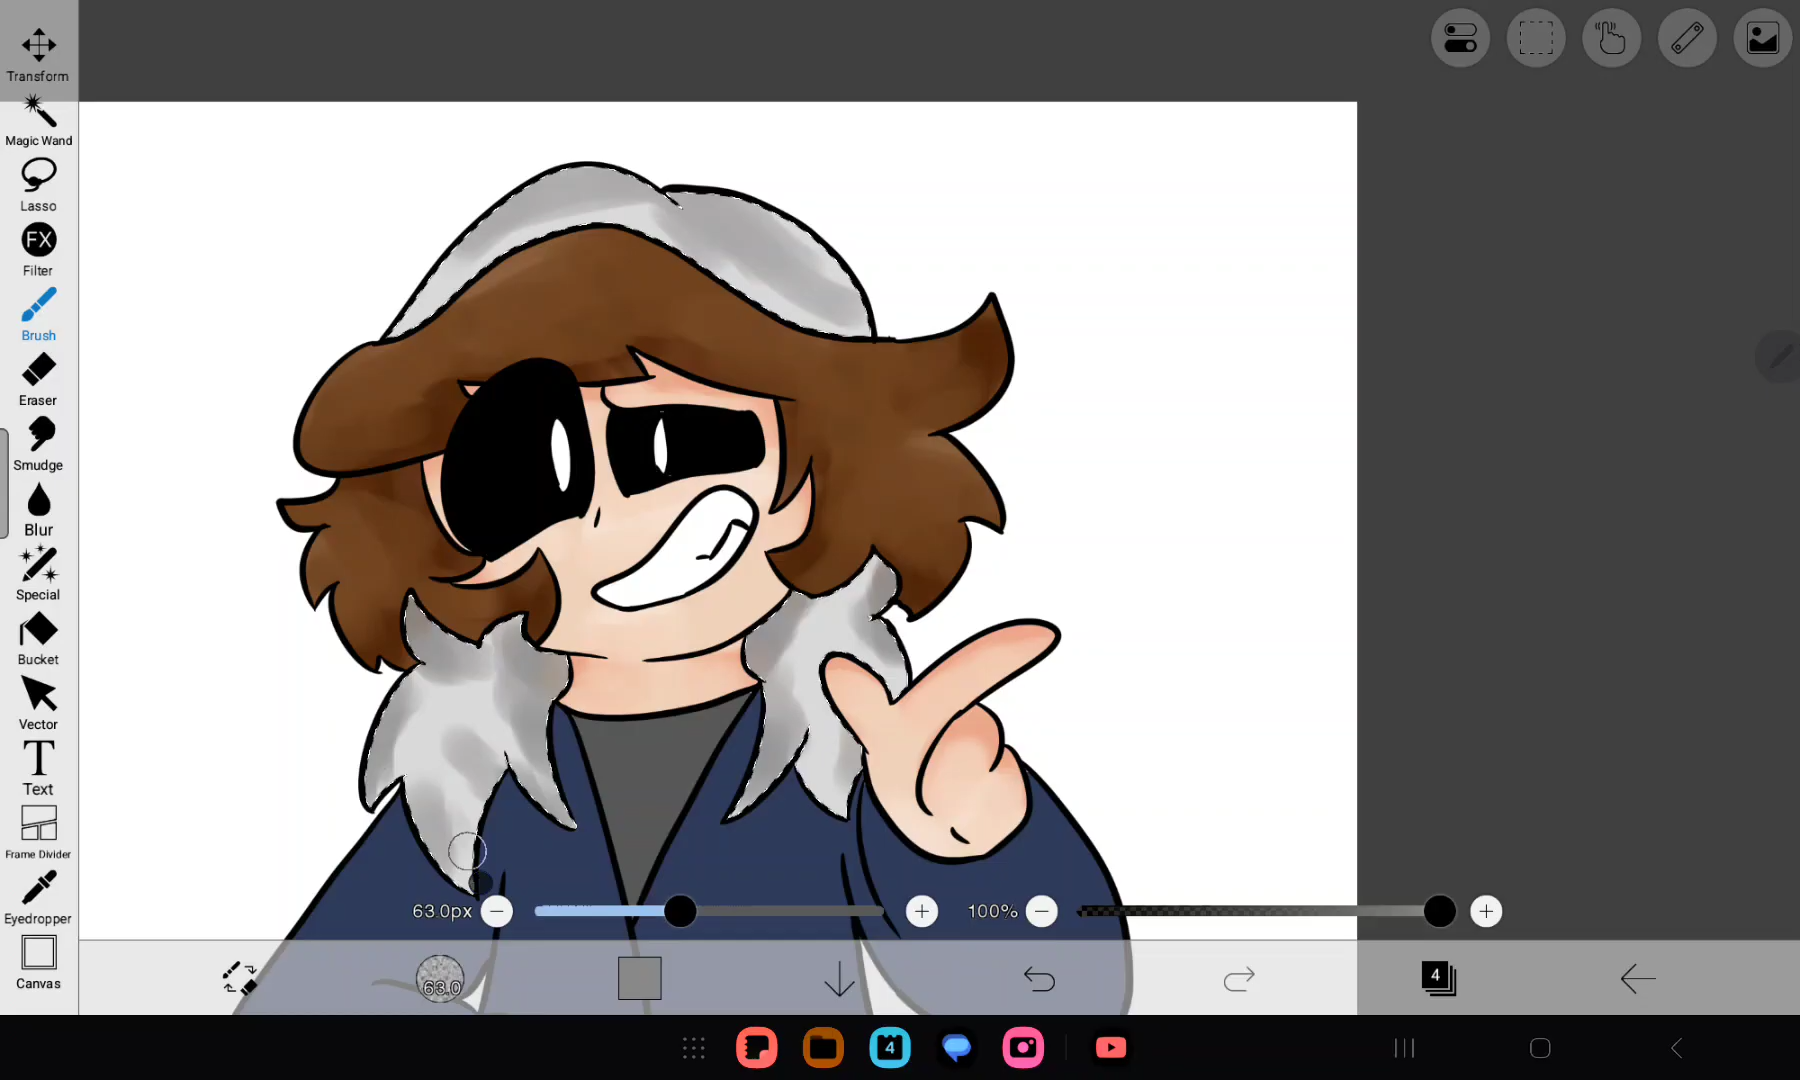 Transform
Magic Wand
Lasso
FX
Filter
Brush
Eraser
Smudge
Blur
Special
Bucket
Vector
T
Text
Frame Divider
Eyedropper
Canvas
63.0px
100%
63.0
4
4